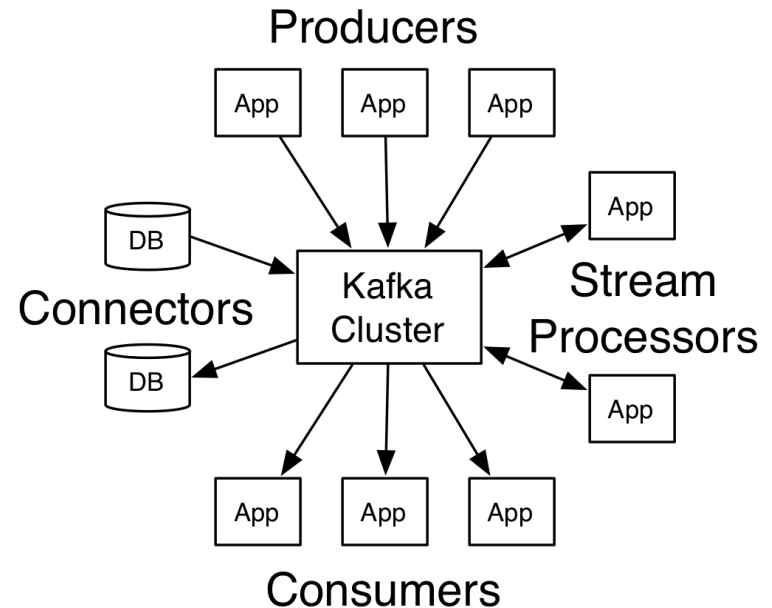 Producers
App
App
App
DB
App
Connectors
Kafka
Cluster
Stream
Processors
DB
App
App
App
App
Consumers